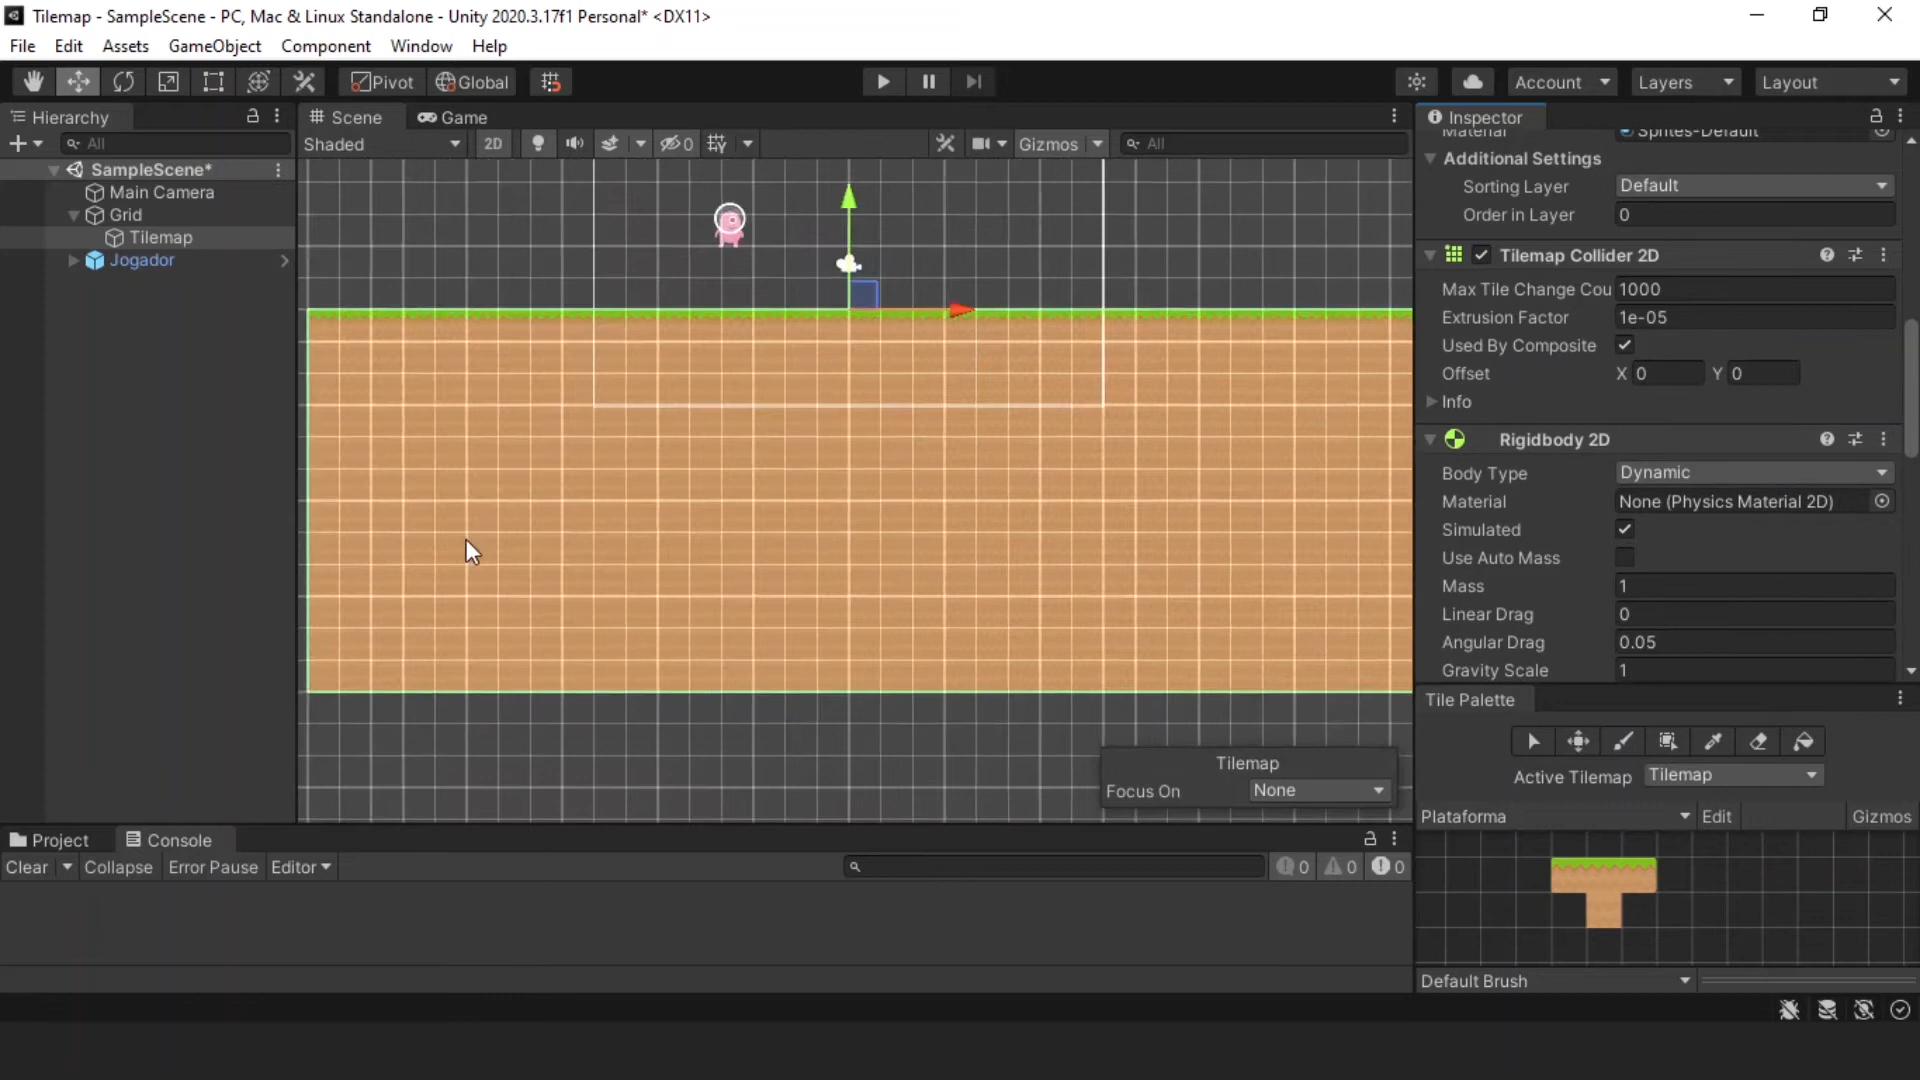 Tilemap - SampleScene - PC, Mac & Linux Standalone - Unity 2020.3.17f1 Personal* <DX11>
File Edit Assets GameObject Component Window Help
Pivot Global Account Layers Layout
Hierarchy
All
SampleScene*
Main Camera
Grid
Tilemap
Jogador
Scene Game
Shaded 2D 0 Gizmos All
Tilemap
Focus On None
Inspector
Material Sprites-Default
Additional Settings
Sorting Layer Default
Order in Layer 0
Tilemap Collider 2D
Max Tile Change Cou 1000
Extrusion Factor 1e-05
Used By Composite
Offset X 0 Y 0
Info
Rigidbody 2D
Body Type Dynamic
Material None (Physics Material 2D)
Simulated
Use Auto Mass
Mass 1
Linear Drag 0
Angular Drag 0.05
Gravity Scale 1
Tile Palette
Active Tilemap Tilemap
Plataforma Edit Gizmos
Default Brush
Project Console
Clear Collapse Error Pause Editor 0 0 0